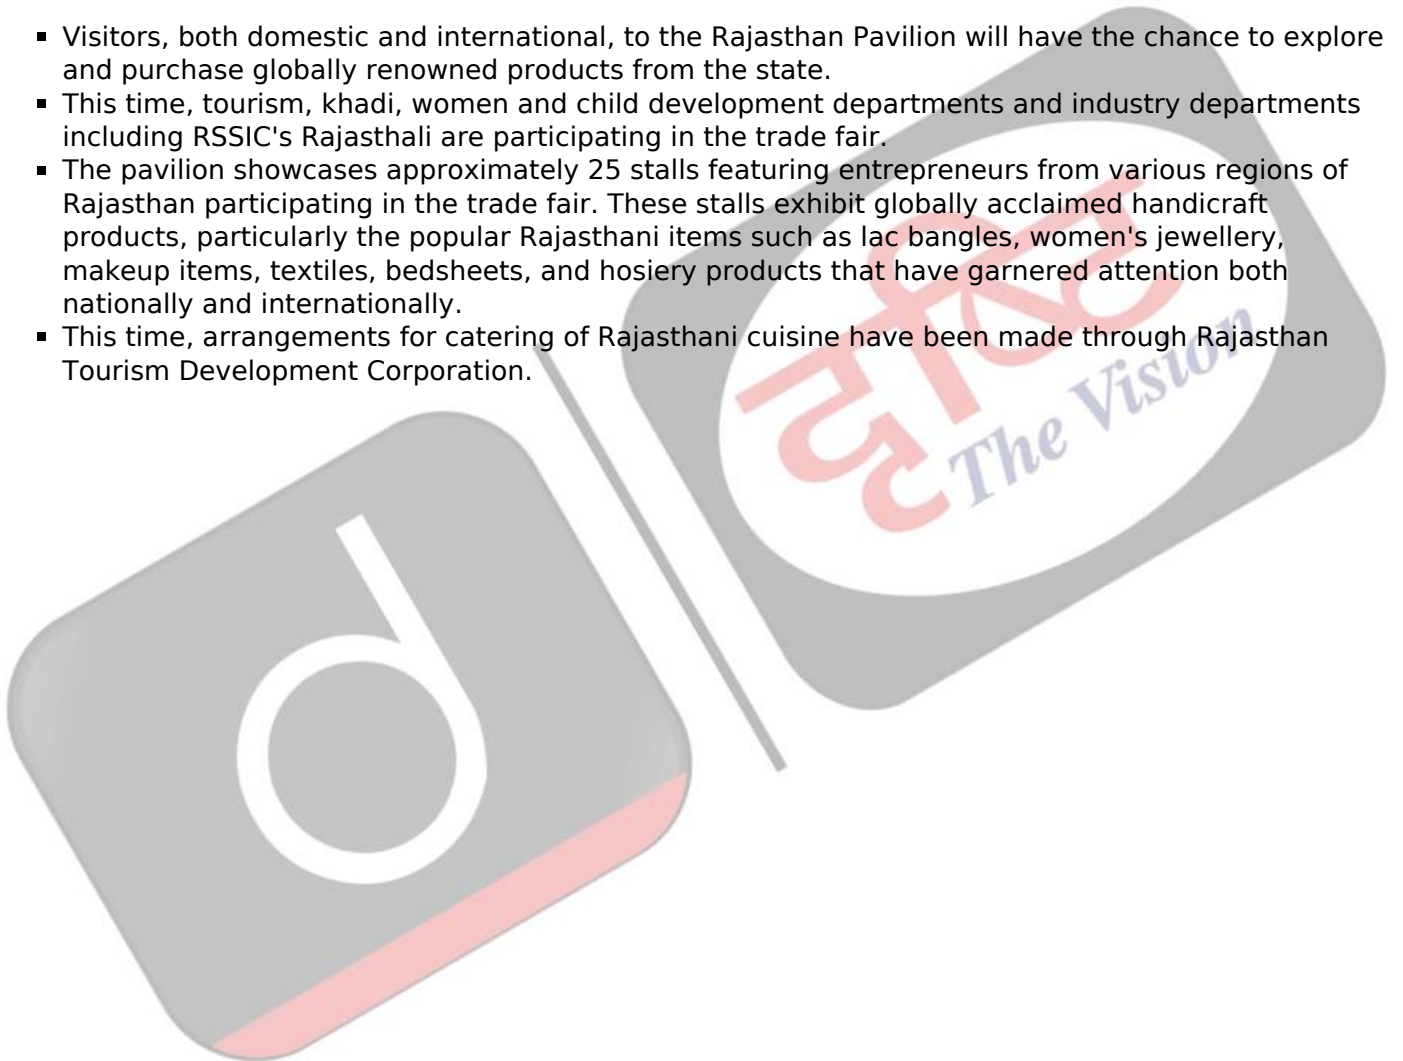 ▪ Visitors, both domestic and international, to the Rajasthan Pavilion will have the chance to explore
and purchase globally renowned products from the state.
▪ This time, tourism, khadi, women and child development departments and industry departments
including RSSIC's Rajasthali are participating in the trade fair.
▪ The pavilion showcases approximately 25 stalls featuring entrepreneurs from various regions of
Rajasthan participating in the trade fair. These stalls exhibit globally acclaimed handicraft
products, particularly the popular Rajasthani items such as lac bangles, women's jewellery,
makeup items, textiles, bedsheets, and hosiery products that have garnered attention both
nationally and internationally.
▪ This time, arrangements for catering of Rajasthani cuisine have been made through Rajasthan
Tourism Development Corporation.
दृष्टि
The Vision
d